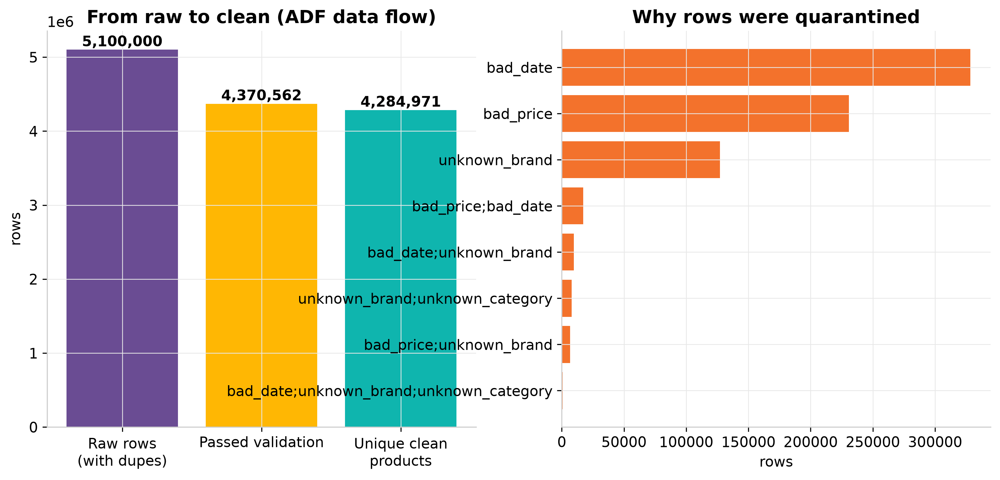 From raw to clean (ADF data flow)
1e6
5,100,000
4,370,562
4,284,971
5
4
3
2
1
0
rows
Raw rows
(with dupes)
Passed validation
Unique clean
products
Why rows were quarantined
bad_date
bad_price
unknown_brand
bad_price;bad_date
bad_date;unknown_brand
unknown_brand;unknown_category
bad_price;unknown_brand
bad_date;unknown_brand;unknown_category
0 50000 100000 150000 200000 250000 300000
rows